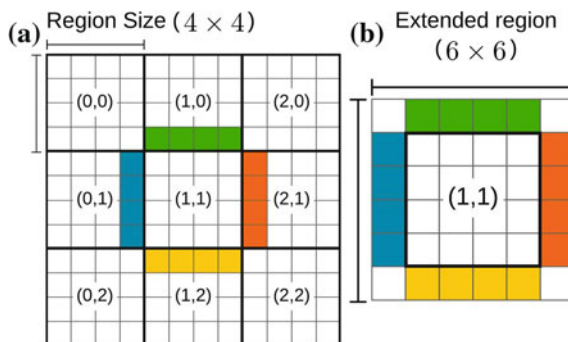 (a) Region Size (4 × 4)
(0,0) (1,0) (2,0)
(0,1) (1,1) (2,1)
(0,2) (1,2) (2,2)
(b) Extended region
(6 × 6)
(1,1)